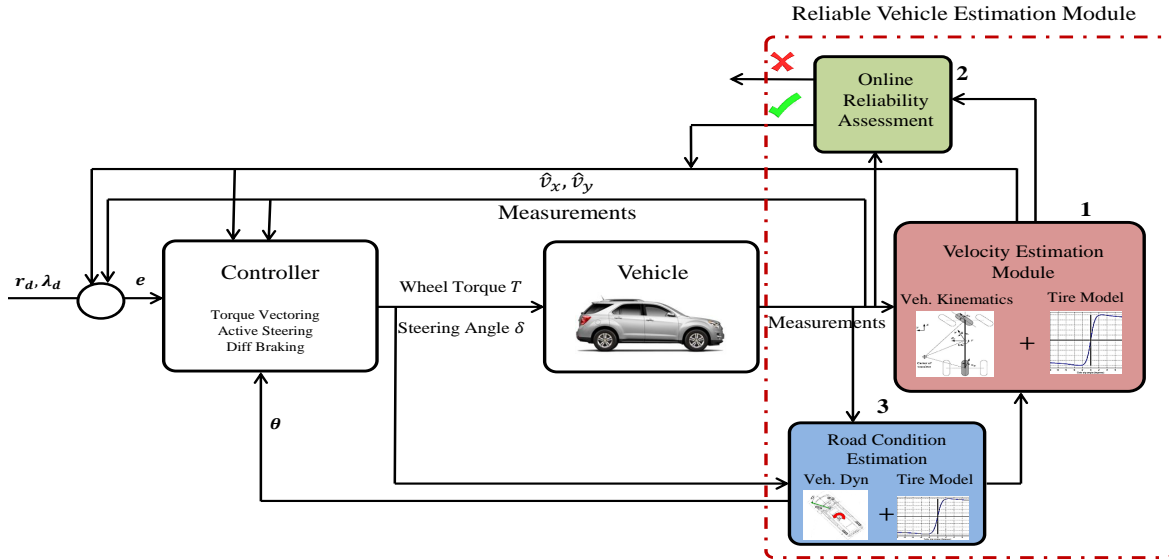 Reliable Vehicle Estimation Module
Online
Reliability
Assessment
2
v̂ₓ, v̂ᵧ
Measurements
1
Controller
Torque Vectoring
Active Steering
Diff Braking
r_d, λ_d
e
Wheel Torque T
Steering Angle δ
Vehicle
Measurements
Velocity Estimation
Module
Veh. Kinematics
Tire Model
+
θ
3
Road Condition
Estimation
Veh. Dyn
Tire Model
+